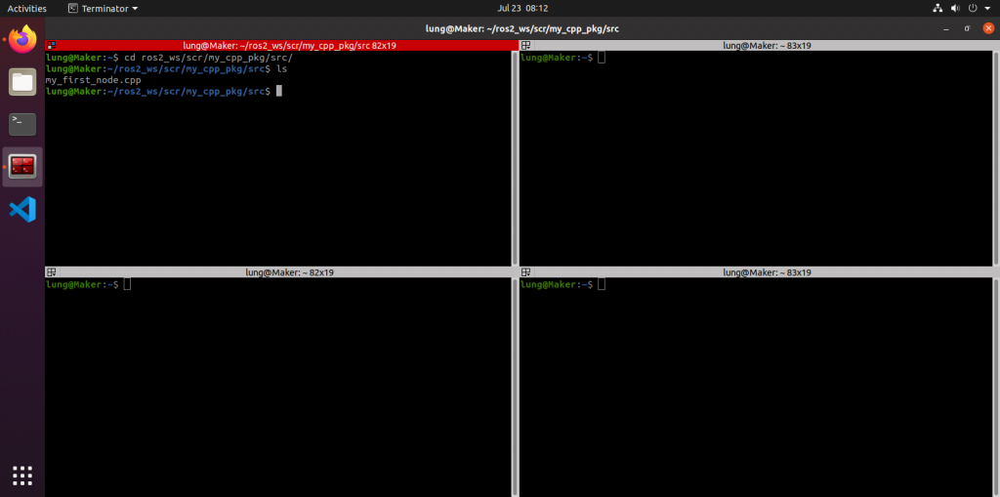 Activities
Terminator
Jul 23 08:12
lung@Maker: ~/ros2_ws/scr/my_cpp_pkg/src
lung@Maker: ~/ros2_ws/scr/my_cpp_pkg/src 82x19
lung@Maker:~$ cd ros2_ws/scr/my_cpp_pkg/src/
lung@Maker:~/ros2_ws/scr/my_cpp_pkg/src$ ls
my_first_node.cpp
lung@Maker:~/ros2_ws/scr/my_cpp_pkg/src$
lung@Maker: ~ 83x19
lung@Maker:~$
lung@Maker: ~ 82x19
lung@Maker:~$
lung@Maker: ~ 83x19
lung@Maker:~$